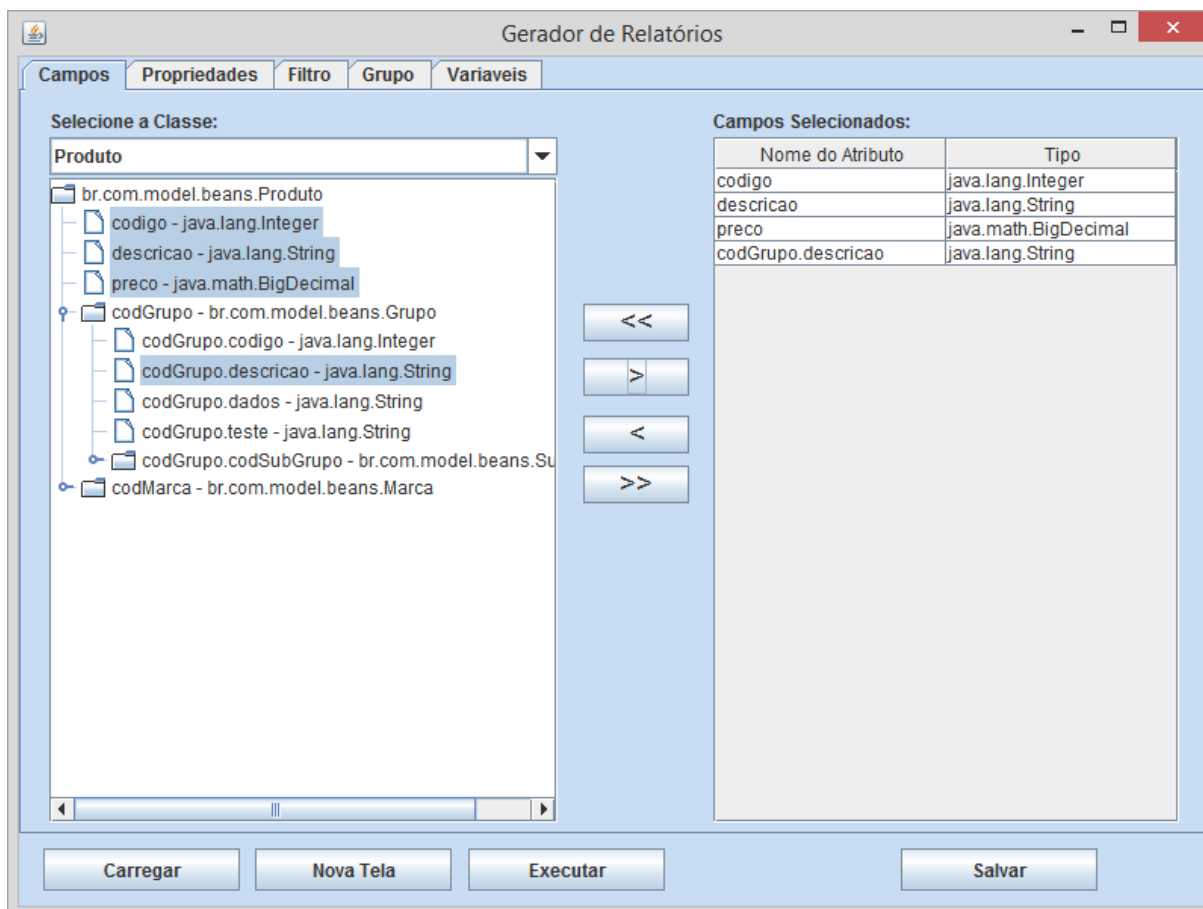 Gerador de Relatórios
Campos Propriedades Filtro Grupo Variaveis
Selecione a Classe:
Produto
br.com.model.beans.Produto
codigo - java.lang.Integer
descricao - java.lang.String
preco - java.math.BigDecimal
codGrupo - br.com.model.beans.Grupo
codGrupo.codigo - java.lang.Integer
codGrupo.descricao - java.lang.String
codGrupo.dados - java.lang.String
codGrupo.teste - java.lang.String
codGrupo.codSubGrupo - br.com.model.beans.Su
codMarca - br.com.model.beans.Marca
<<
>
<
>>
Campos Selecionados:
Nome do Atributo Tipo
codigo java.lang.Integer
descricao java.lang.String
preco java.math.BigDecimal
codGrupo.descricao java.lang.String
Carregar Nova Tela Executar Salvar